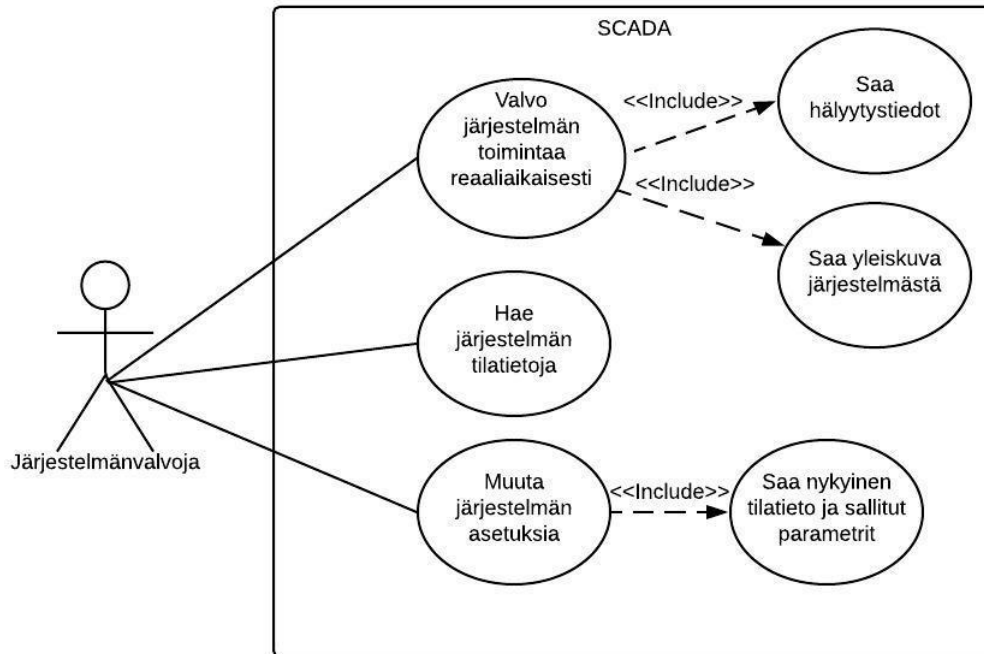 SCADA
Valvo
järjestelmän
toimintaa
reaaliaikaisesti
<<Include>>
Saa
hälyytystiedot
<<Include>>
Saa yleiskuva
järjestelmästä
Hae
järjestelmän
tilatietoja
Järjestelmänvalvoja
Muuta
järjestelmän
asetuksia
<<Include>>
Saa nykyinen
tilatieto ja sallitut
parametrit